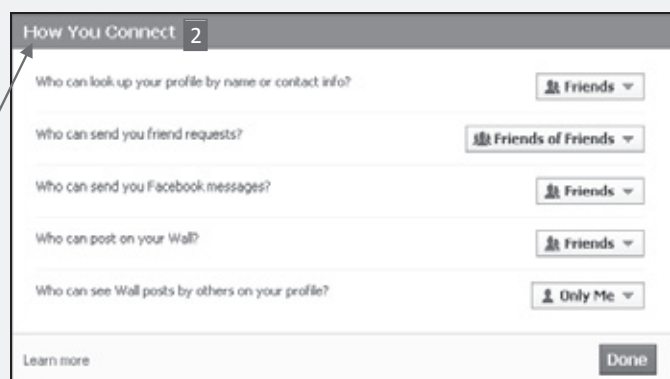 How You Connect 2
Who can look up your profile by name or contact info?
Friends
Who can send you friend requests?
Friends of Friends
Who can send you Facebook messages?
Friends
Who can post on your Wall?
Friends
Who can see Wall posts by others on your profile?
Only Me
Learn more
Done